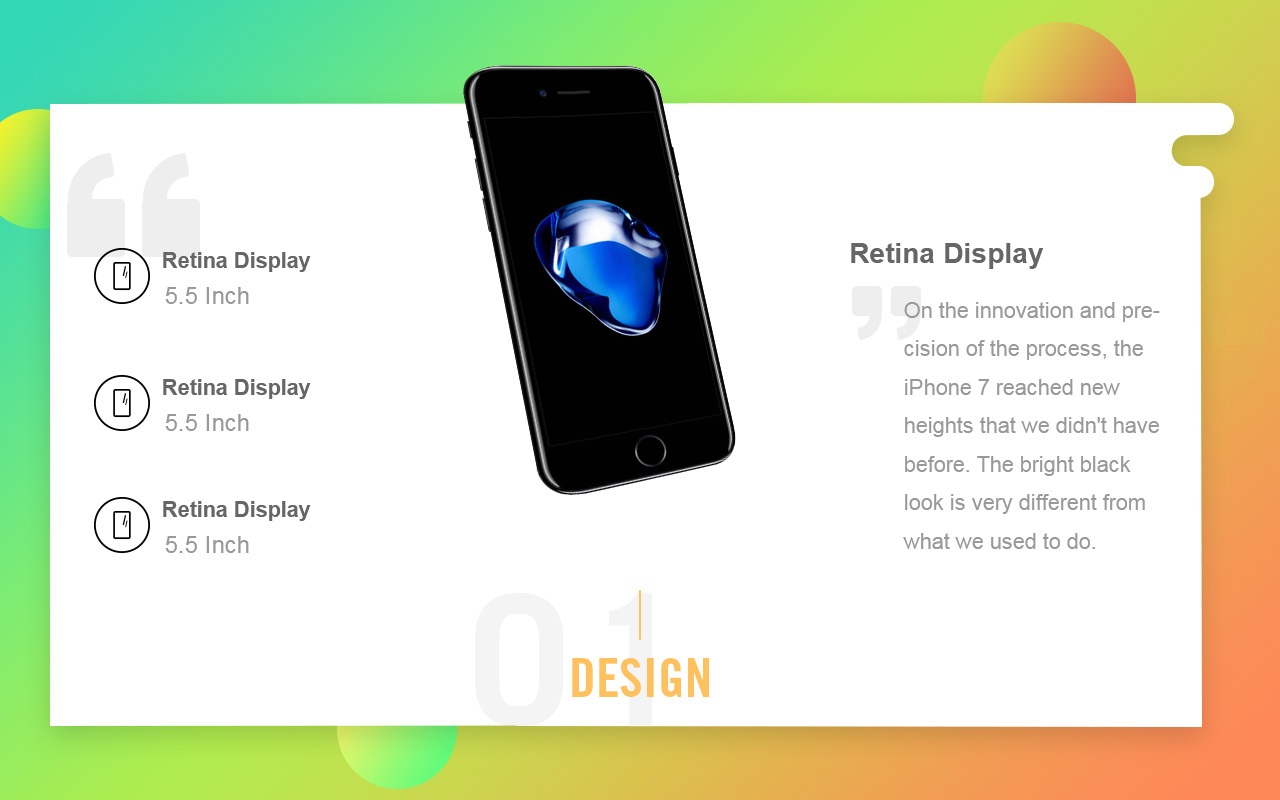 “
Retina Display
5.5 Inch
Retina Display
5.5 Inch
Retina Display
5.5 Inch
Retina Display
”
On the innovation and pre-
cision of the process, the
iPhone 7 reached new
heights that we didn't have
before. The bright black
look is very different from
what we used to do.
01
DESIGN